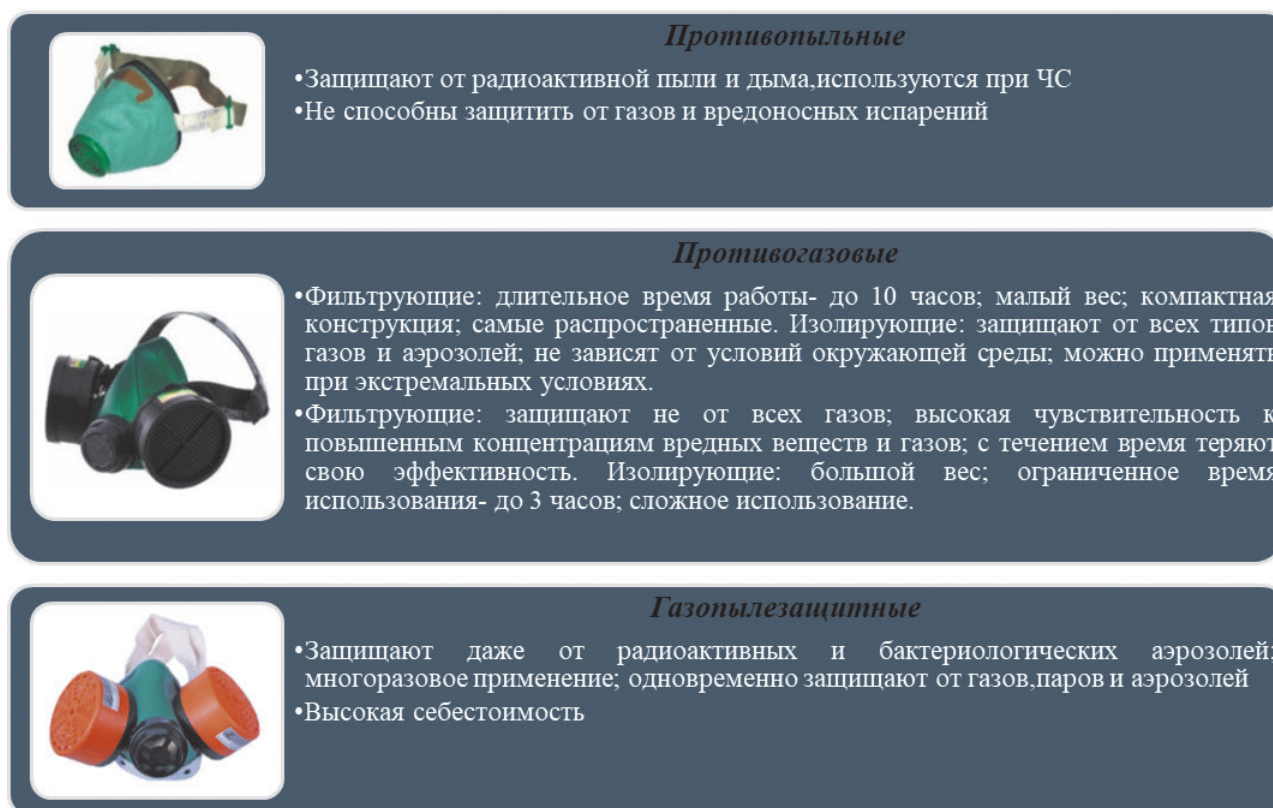 Противопыльные
•Защищают от радиоактивной пыли и дыма,используются при ЧС
•Не способны защитить от газов и вредоносных испарений
Противогазовые
•Фильтрующие: длительное время работы- до 10 часов; малый вес; компактная
конструкция; самые распространенные. Изолирующие: защищают от всех типов
газов и аэрозолей; не зависят от условий окружающей среды; можно применять
при экстремальных условиях.
•Фильтрующие: защищают не от всех газов; высокая чувствительность к
повышенным концентрациям вредных веществ и газов; с течением время теряют
свою эффективность. Изолирующие: большой вес; ограниченное время
использования- до 3 часов; сложное использование.
Газопылезащитные
•Защищают даже от радиоактивных и бактериологических аэрозолей;
многоразовое применение; одновременно защищают от газов,паров и аэрозолей
•Высокая себестоимость